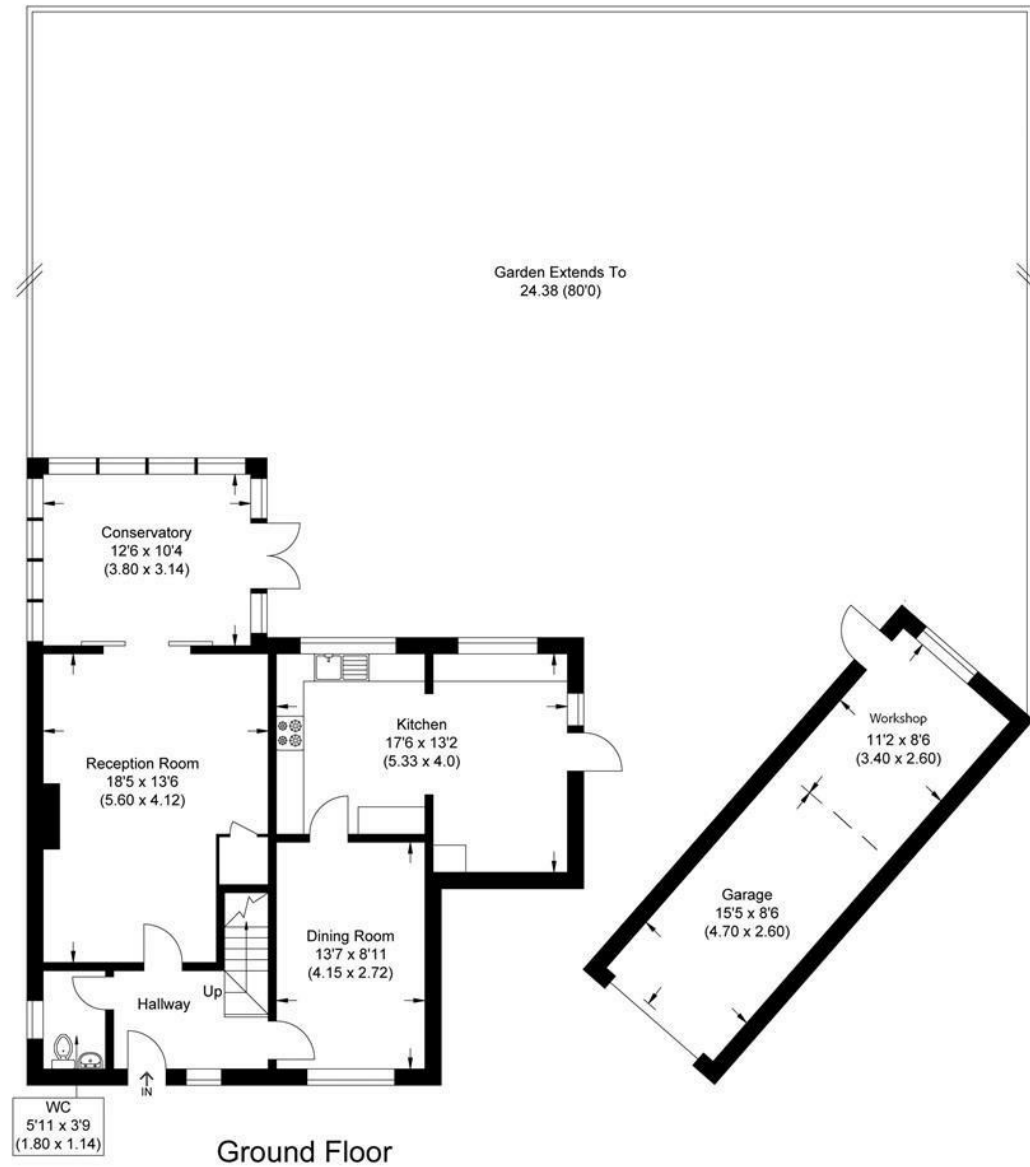 Garden Extends To
24.38 (80'0)
Conservatory
12'6 x 10'4
(3.80 x 3.14)
Kitchen
17'6 x 13'2
(5.33 x 4.0)
Workshop
11'2 x 8'6
(3.40 x 2.60)
Reception Room
18'5 x 13'6
(5.60 x 4.12)
Garage
15'5 x 8'6
(4.70 x 2.60)
Dining Room
13'7 x 8'11
(4.15 x 2.72)
Up
Hallway
IN
WC
5'11 x 3'9
(1.80 x 1.14)
Ground Floor